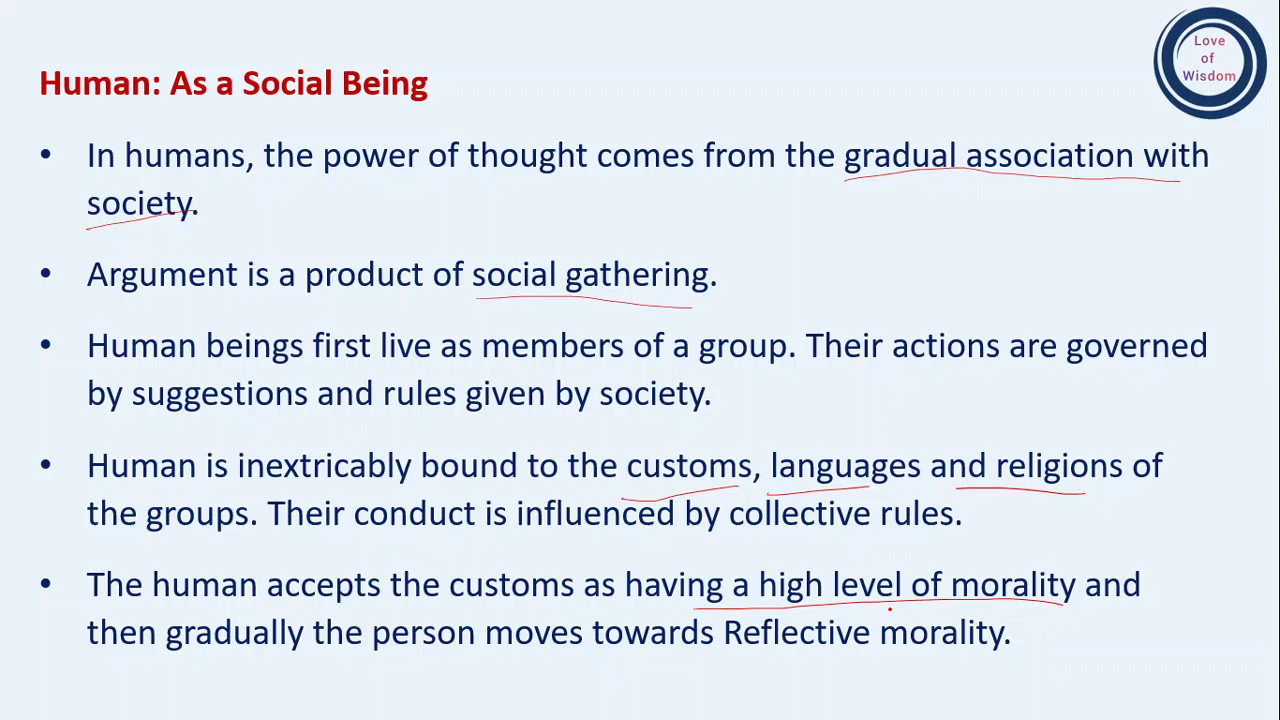 Love
of
Wisdom
Human: As a Social Being
• In humans, the power of thought comes from the gradual association with
society.
• Argument is a product of social gathering.
• Human beings first live as members of a group. Their actions are governed
by suggestions and rules given by society.
• Human is inextricably bound to the customs, languages and religions of
the groups. Their conduct is influenced by collective rules.
• The human accepts the customs as having a high level of morality and
then gradually the person moves towards Reflective morality.